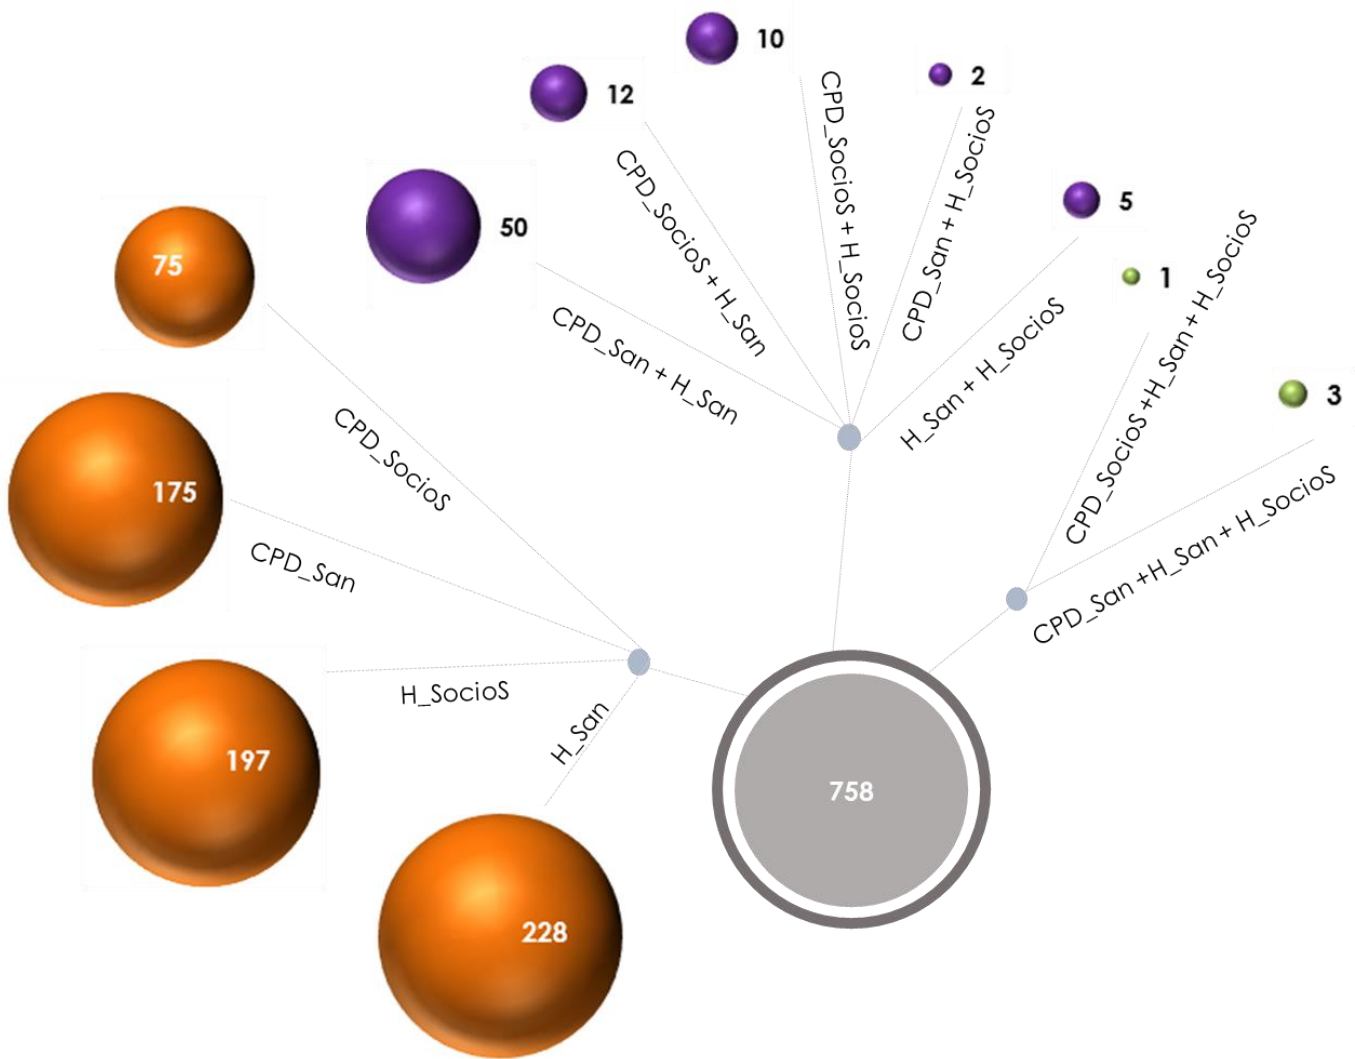 10
2
12
CPD_SocioS + H_SocioS
CPD_San + H_SocioS
5
50
CPD_SocioS + H_San
1
CPD_SocioS +H_San + H_SocioS
75
CPD_San + H_San
H_San + H_SocioS
3
CPD_SocioS
175
CPD_San +H_San + H_SocioS
CPD_San
H_SocioS
H_San
197
758
228